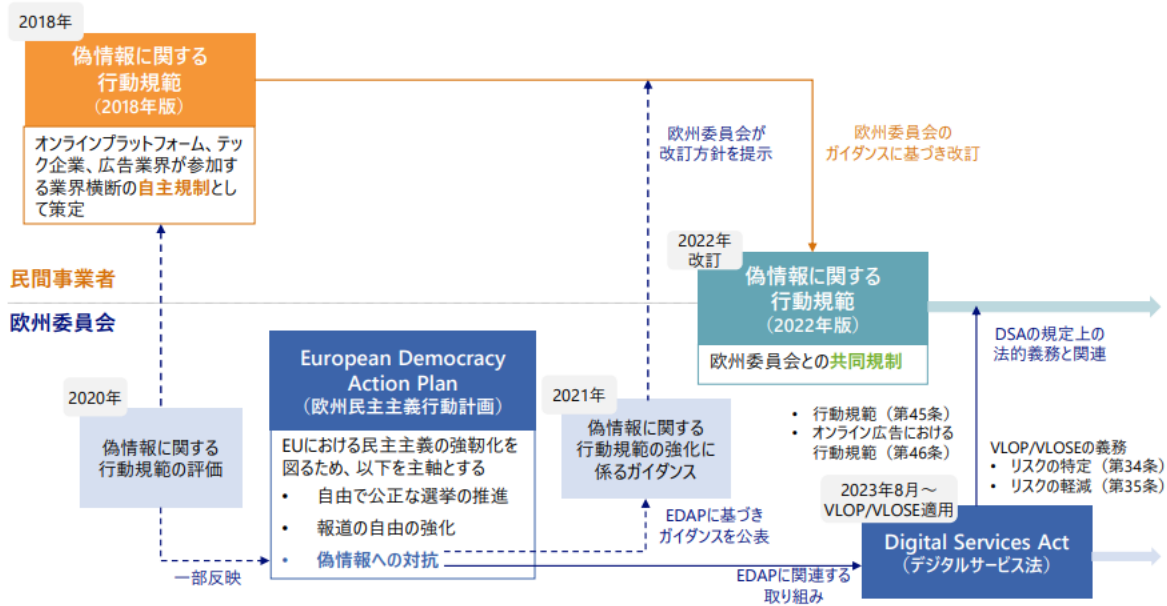 2018年
偽情報に関する
行動規範
（2018年版）
オンラインプラットフォーム、テッ
ク企業、広告業界が参加す
る業界横断の自主規制とし
て策定
欧州委員会が
改訂方針を提示
欧州委員会の
ガイダンスに基づき改訂
民間事業者
欧州委員会
2022年
改訂
偽情報に関する
行動規範
（2022年版）
欧州委員会との共同規制
DSAの規定上の
法的義務と関連
2020年
偽情報に関する
行動規範の評価
一部反映
European Democracy
Action Plan
（欧州民主主義行動計画）
EUにおける民主主義の強靭化を
図るため、以下を主軸とする
• 自由で公正な選挙の推進
• 報道の自由の強化
• 偽情報への対抗
2021年
偽情報に関する
行動規範の強化に
係るガイダンス
EDAPに基づき
ガイダンスを公表
EDAPに関連する
取り組み
• 行動規範（第45条）
• オンライン広告における
行動規範（第46条）
VLOP/VLOSEの義務
• リスクの特定（第34条）
• リスクの軽減（第35条）
2023年8月～
VLOP/VLOSE適用
Digital Services Act
（デジタルサービス法）